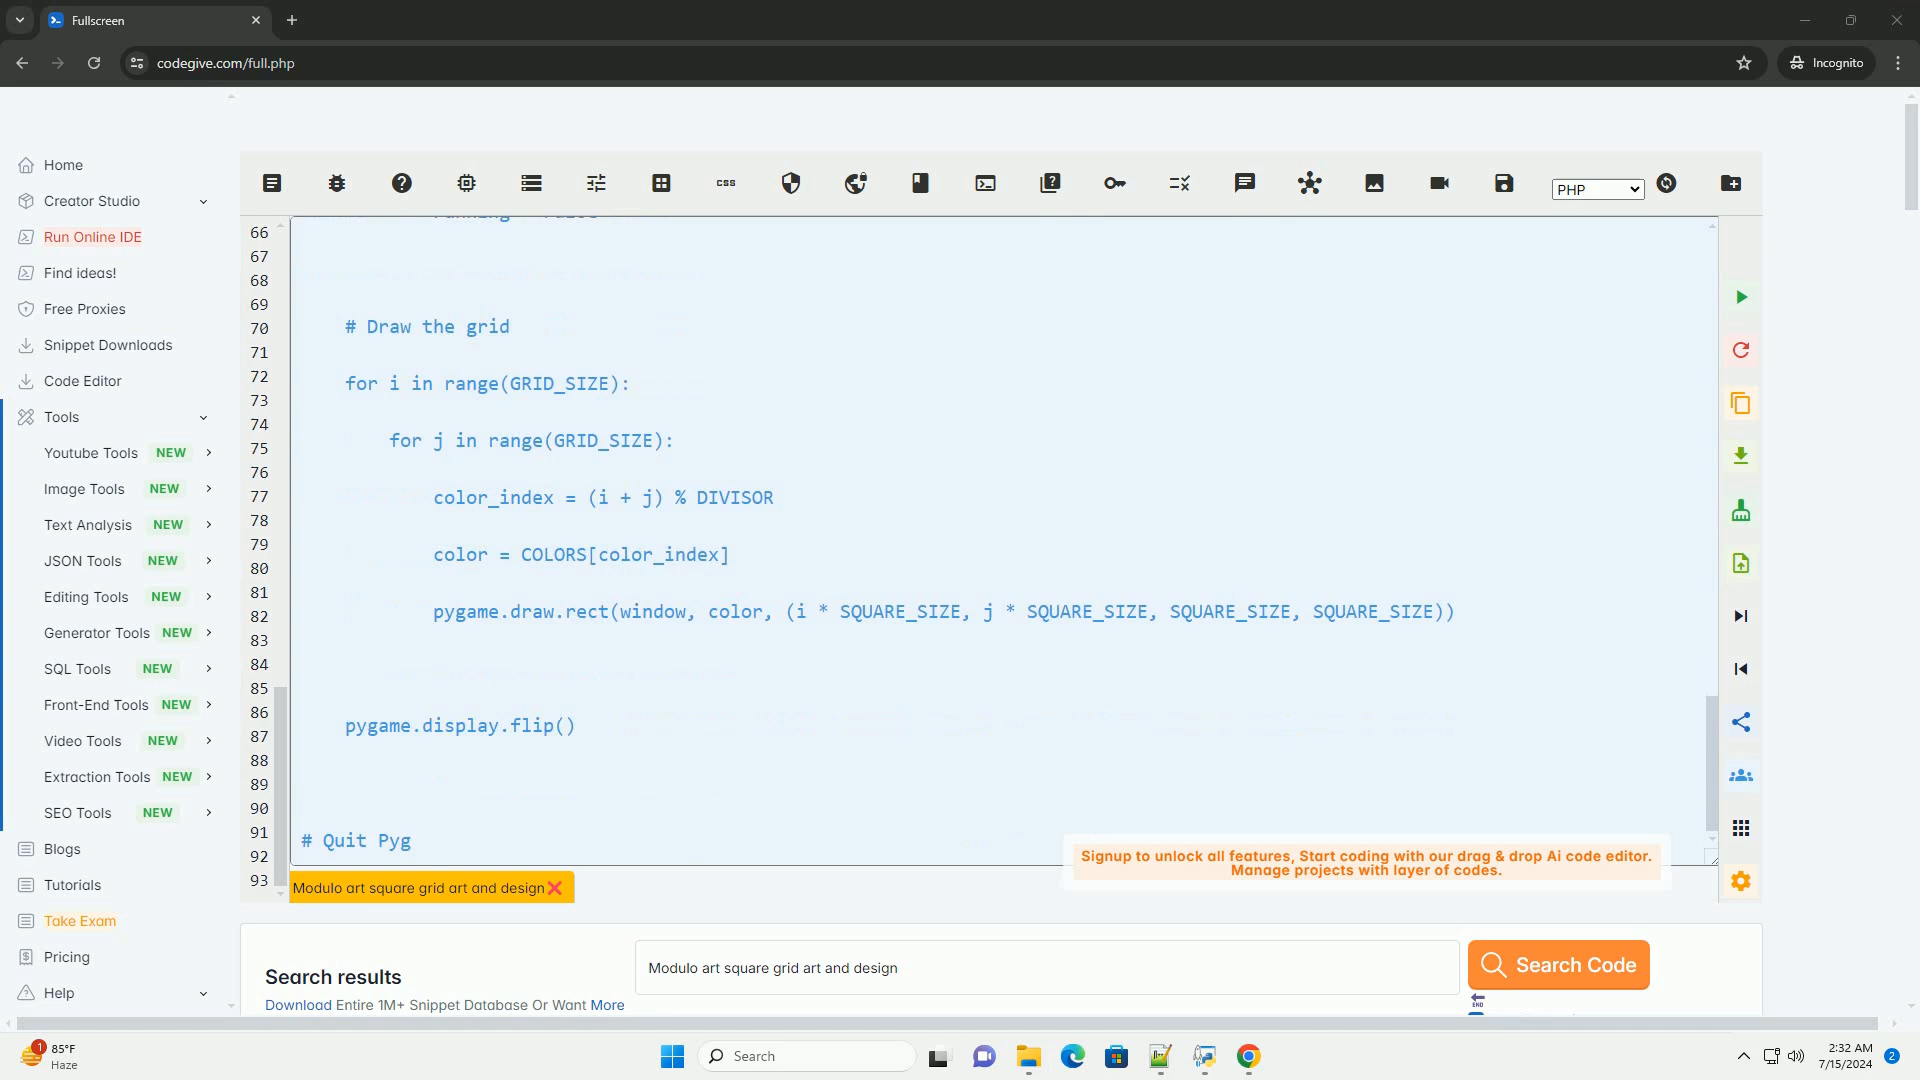 Fullscreen
codegive.com/full.php
Incognito
Home
Creator Studio
Run Online IDE
Find ideas!
Free Proxies
Snippet Downloads
Code Editor
Tools
Youtube Tools NEW
Image Tools NEW
Text Analysis NEW
JSON Tools NEW
Editing Tools NEW
Generator Tools NEW
SQL Tools NEW
Front-End Tools NEW
Video Tools NEW
Extraction Tools NEW
SEO Tools NEW
Blogs
Tutorials
Take Exam
Pricing
Help
css
PHP
66
67
68
69
70
71
72
73
74
75
76
77
78
79
80
81
82
83
84
85
86
87
88
89
90
91
92
93
# Draw the grid
for i in range(GRID_SIZE):
for j in range(GRID_SIZE):
color_index = (i + j) % DIVISOR
color = COLORS[color_index]
pygame.draw.rect(window, color, (i * SQUARE_SIZE, j * SQUARE_SIZE, SQUARE_SIZE, SQUARE_SIZE))
pygame.display.flip()
# Quit Pyg
Signup to unlock all features, Start coding with our drag & drop Ai code editor.
Manage projects with layer of codes.
Modulo art square grid art and design
Search results
Download Entire 1M+ Snippet Database Or Want More
Modulo art square grid art and design
Search Code
END
1
85°F
Haze
Search
2:32 AM
7/15/2024
2